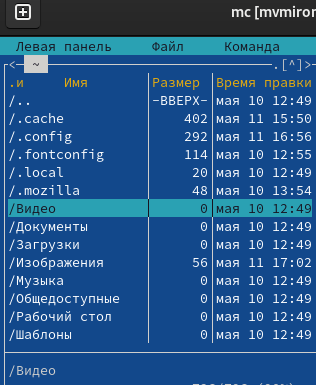 mc [mvmiron
Левая панель Файл Команда
<─ ~ .[^]>
.и Имя Размер Время правки
/.. -ВВЕРХ- мая 10 12:49
/.cache 402 мая 11 15:50
/.config 292 мая 11 16:56
/.fontconfig 114 мая 10 12:55
/.local 20 мая 10 12:49
/.mozilla 48 мая 10 13:54
/Видео 0 мая 10 12:49
/Документы 0 мая 10 12:49
/Загрузки 0 мая 10 12:49
/Изображения 56 мая 11 17:02
/Музыка 0 мая 10 12:49
/Общедоступные 0 мая 10 12:49
/Рабочий стол 0 мая 10 12:49
/Шаблоны 0 мая 10 12:49
/Видео